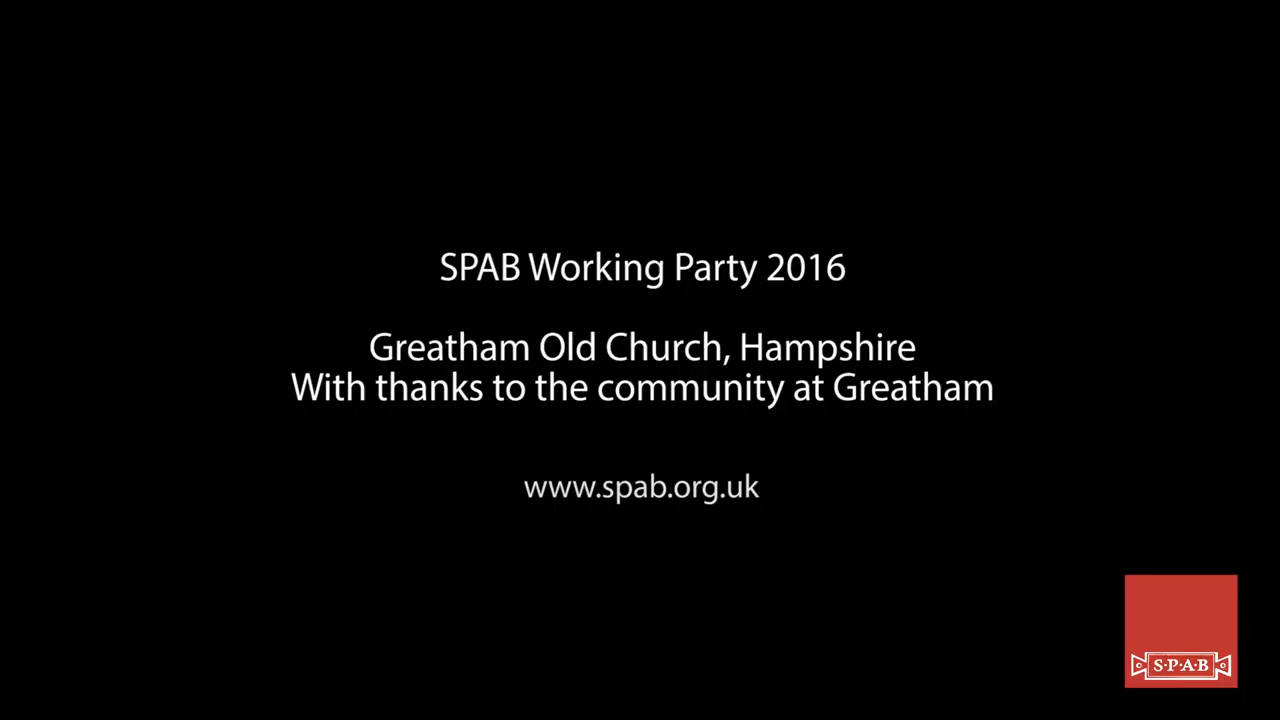 SPAB Working Party 2016
Greatham Old Church, Hampshire
With thanks to the community at Greatham
www.spab.org.uk
S·P·A·B